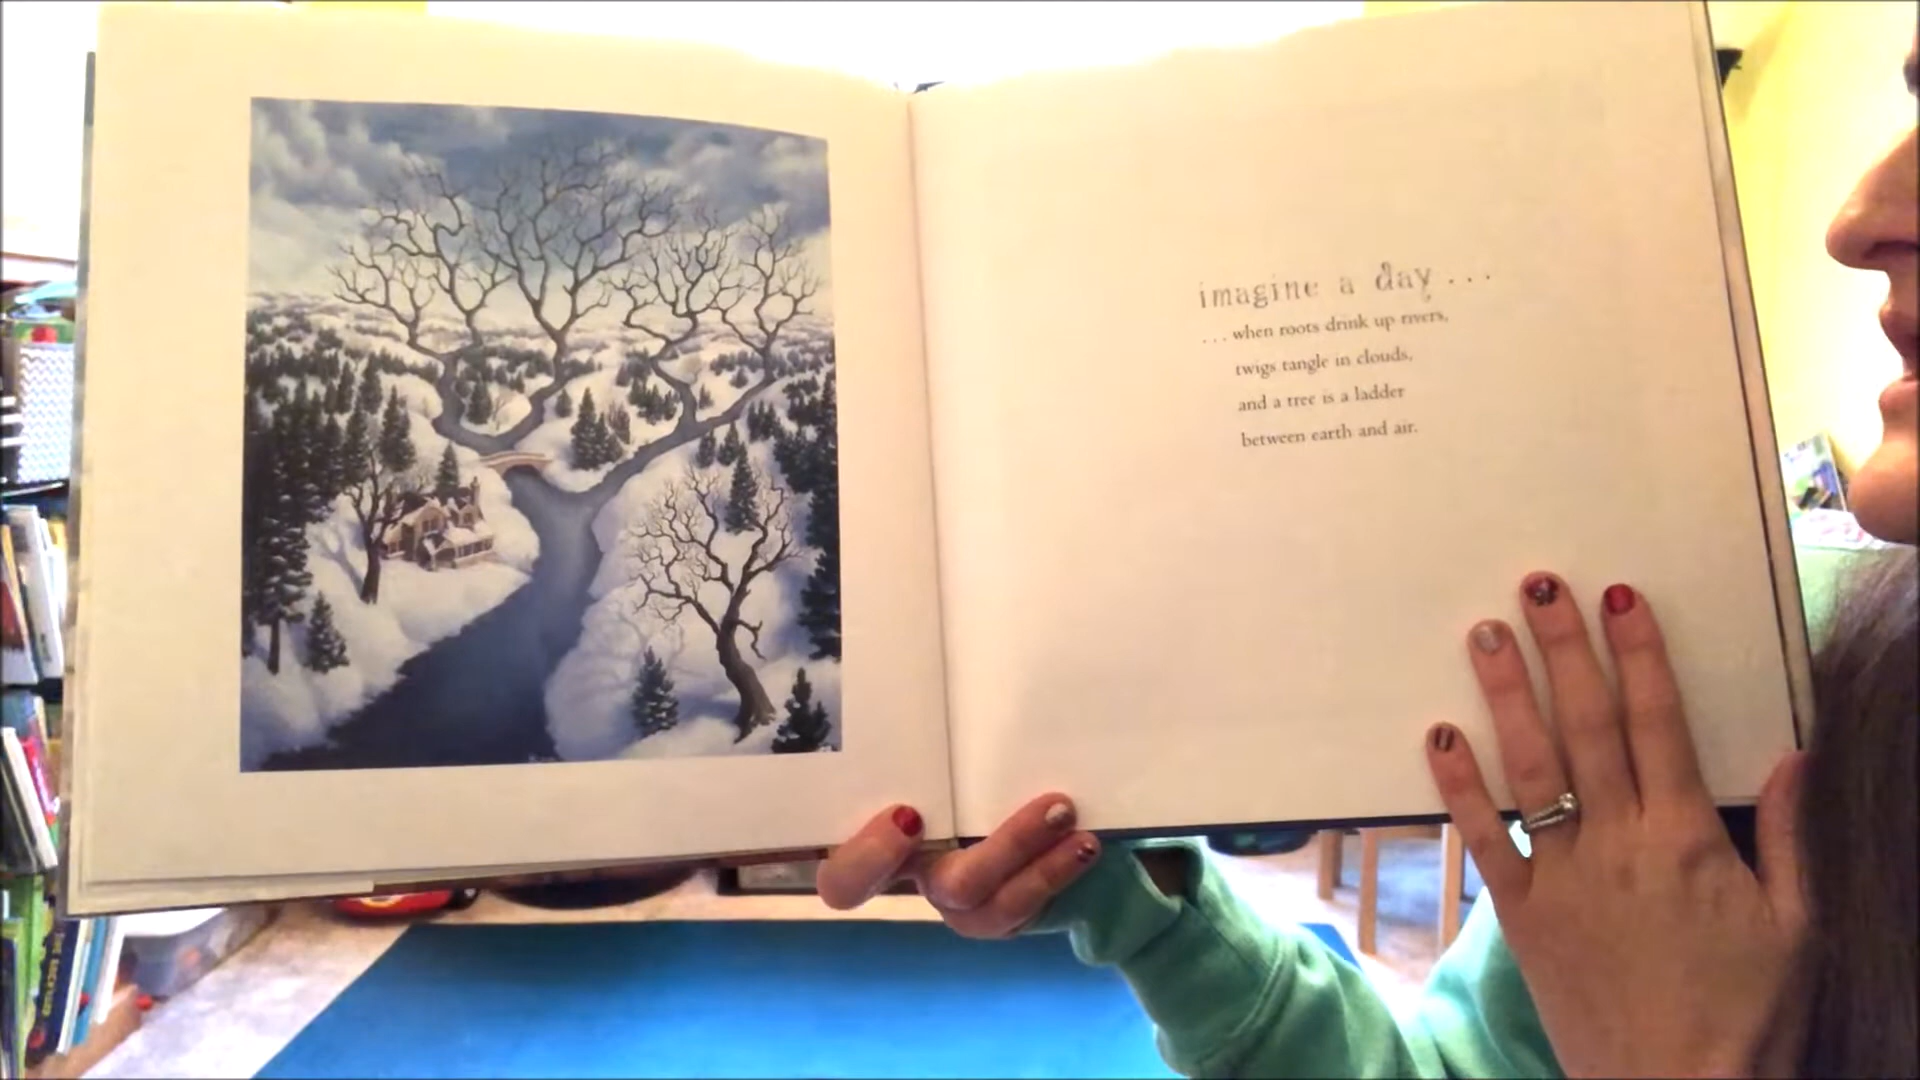 imagine a day...
...when roots drink up rivers,
twigs tangle in clouds,
and a tree is a ladder
between earth and air.